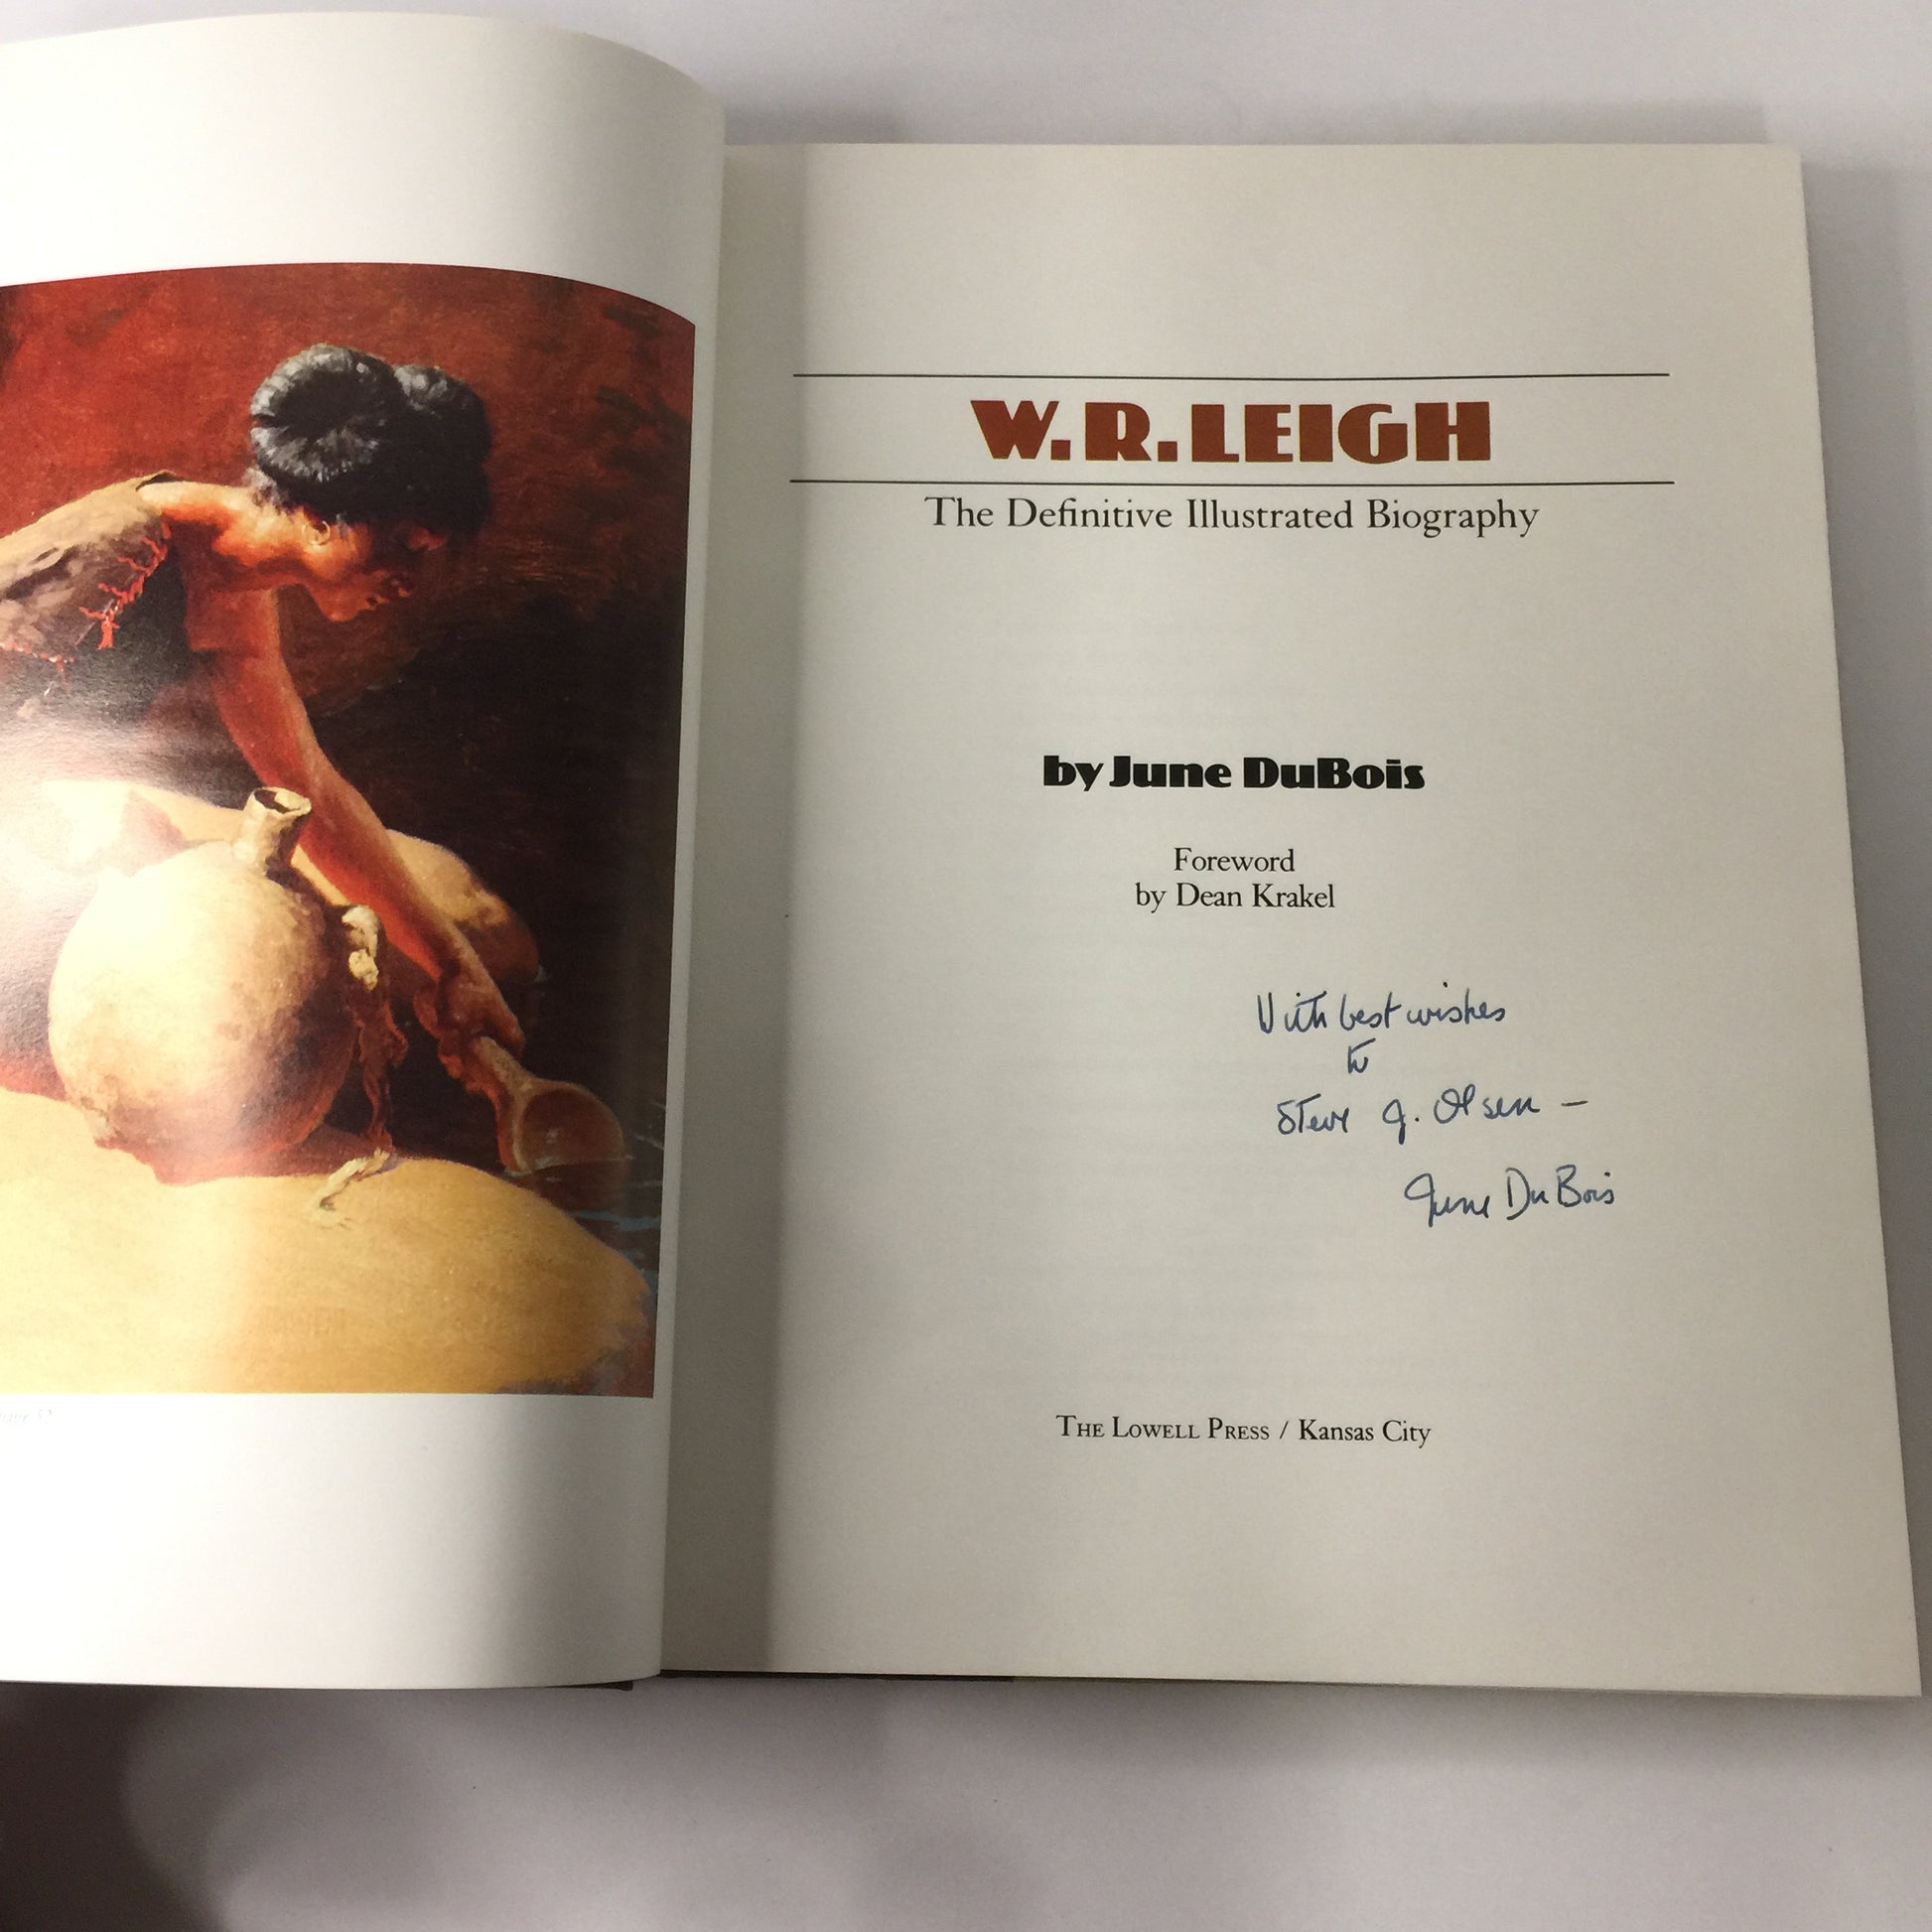 W. R. LEIGH
The Definitive Illustrated Biography
by June DuBois
Foreword
by Dean Krakel
With best wishes
to
Steve J. Olsen —
June DuBois
THE LOWELL PRESS / Kansas City